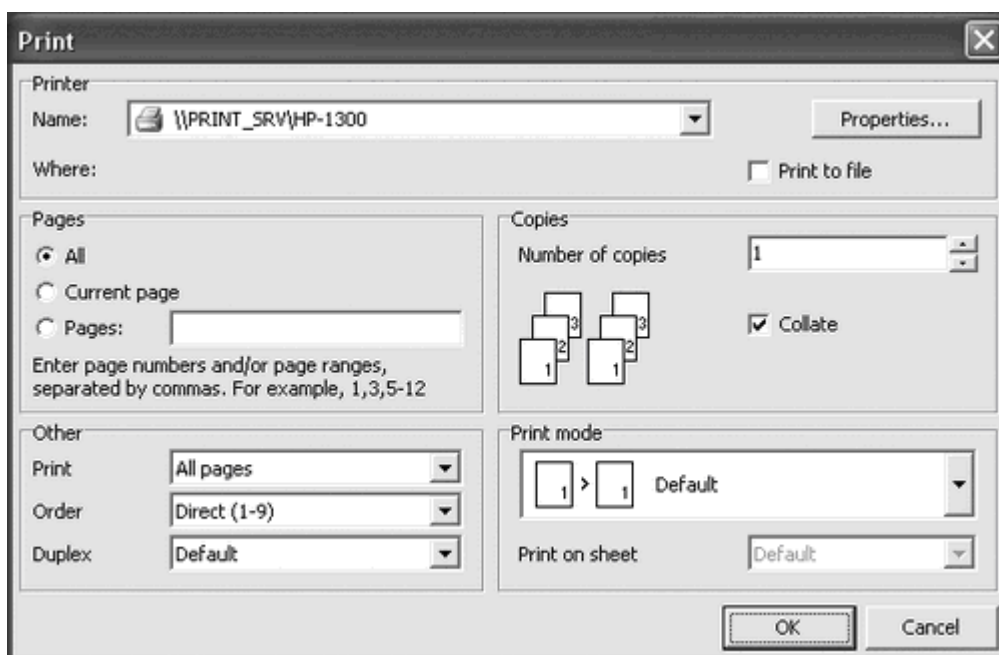 Print
Printer
Name: \\PRINT_SRV\HP-1300 Properties...
Where: Print to file
Pages
All
Current page
Pages:
Enter page numbers and/or page ranges,
separated by commas. For example, 1,3,5-12
Copies
Number of copies 1
3 3
2 2
1 1
Collate
Other
Print All pages
Order Direct (1-9)
Duplex Default
Print mode
1 > 1 Default
Print on sheet Default
OK Cancel